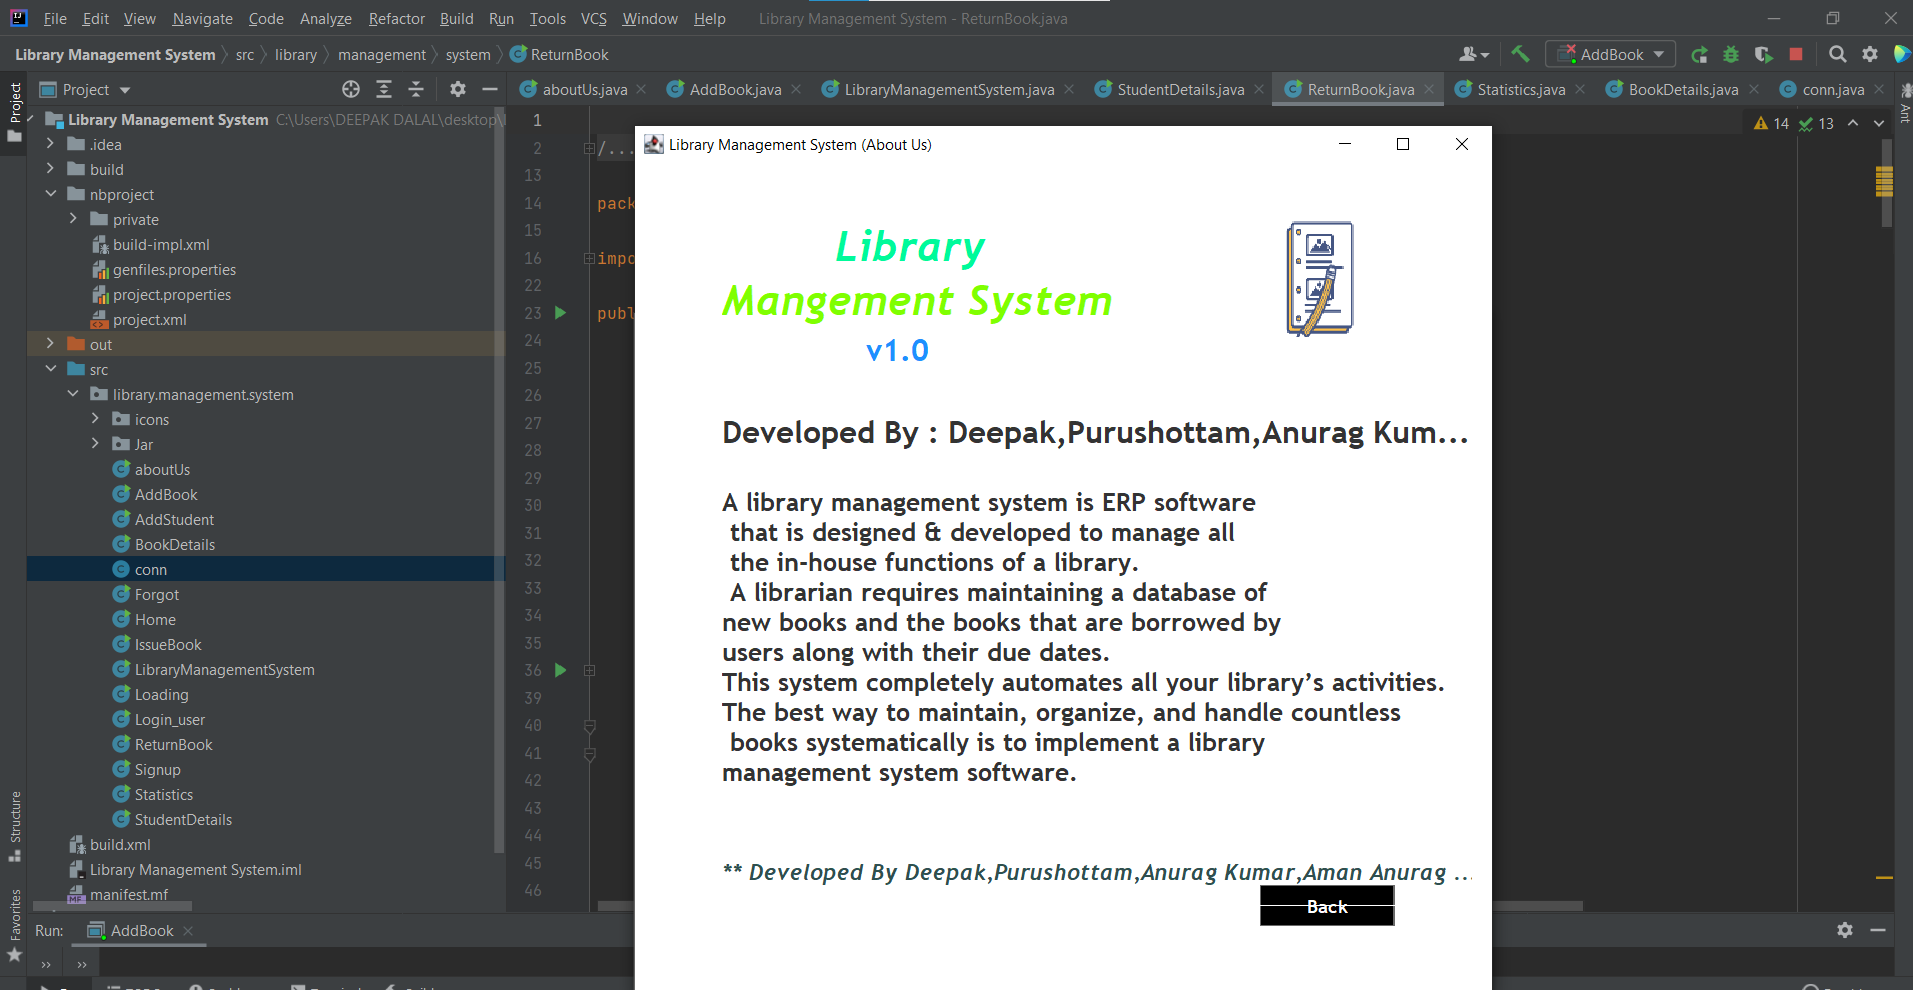 File Edit View Navigate Code Analyze Refactor Build Run Tools VCS Window Help Library Management System - ReturnBook.java
Library Management System src library management system ReturnBook AddBook
Project
aboutUs.java AddBook.java LibraryManagementSystem.java StudentDetails.java ReturnBook.java Statistics.java BookDetails.java conn.java
Project
Ant
Library Management System C:\Users\DEEPAK DALAL\desktop\
.idea
build
nbproject
private
build-impl.xml
genfiles.properties
project.properties
project.xml
out
src
library.management.system
icons
Jar
aboutUs
AddBook
AddStudent
BookDetails
conn
Forgot
Home
IssueBook
LibraryManagementSystem
Loading
Login_user
ReturnBook
Signup
Statistics
StudentDetails
build.xml
Library Management System.iml
manifest.mf
Structure
Favorites
1
2 /...
13
14 pack
15
16 impo
22
23 publ
24
25
26
27
28
29
30
31
32
33
34
35
36
39
40
41
42
43
44
45
46
14 13
Library Management System (About Us)
Library
Mangement System
v1.0
Developed By : Deepak,Purushottam,Anurag Kum...
A library management system is ERP software
that is designed & developed to manage all
the in-house functions of a library.
A librarian requires maintaining a database of
new books and the books that are borrowed by
users along with their due dates.
This system completely automates all your library’s activities.
The best way to maintain, organize, and handle countless
books systematically is to implement a library
management system software.
** Developed By Deepak,Purushottam,Anurag Kumar,Aman Anurag ...
Back
Run: AddBook
» »